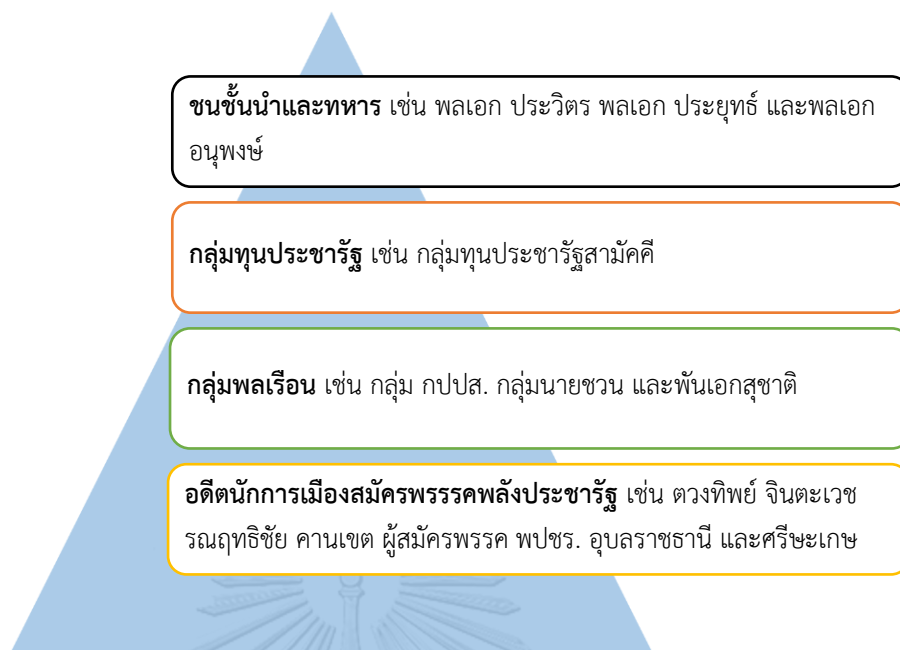 ชนชั้นนำและทหาร เช่น พลเอก ประวิตร พลเอก ประยุทธ์ และพลเอก
อนุพงษ์
กลุ่มทุนประชารัฐ เช่น กลุ่มทุนประชารัฐสามัคคี
กลุ่มพลเรือน เช่น กลุ่ม กปปส. กลุ่มนายชวน และพันเอกสุชาติ
อดีตนักการเมืองสมัครพรรรคพลังประชารัฐ เช่น ตวงทิพย์ จินตะเวช
รณฤทธิชัย คานเขต ผู้สมัครพรรค พปชร. อุบลราชธานี และศรีษะเกษ